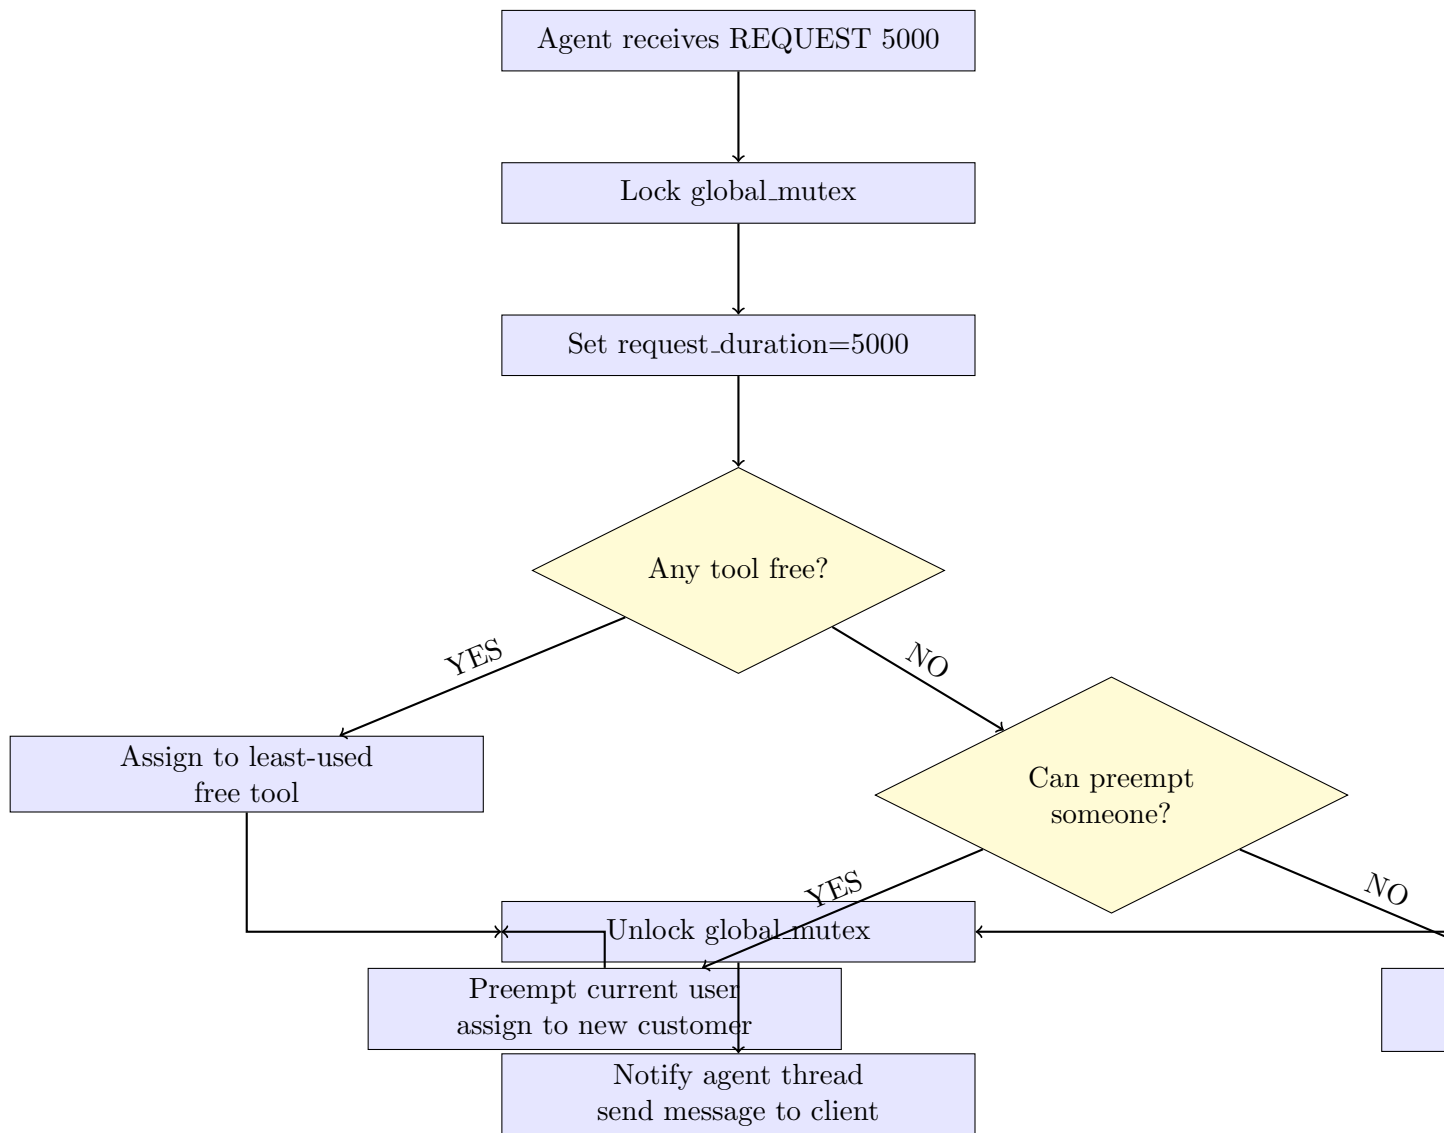 Agent receives REQUEST 5000
Lock global_mutex
Set request_duration=5000
Any tool free?
YES
NO
Assign to least-used
free tool
Can preempt
someone?
YES
NO
Unlock global_mutex
Preempt current user
assign to new customer
Notify agent thread
send message to client